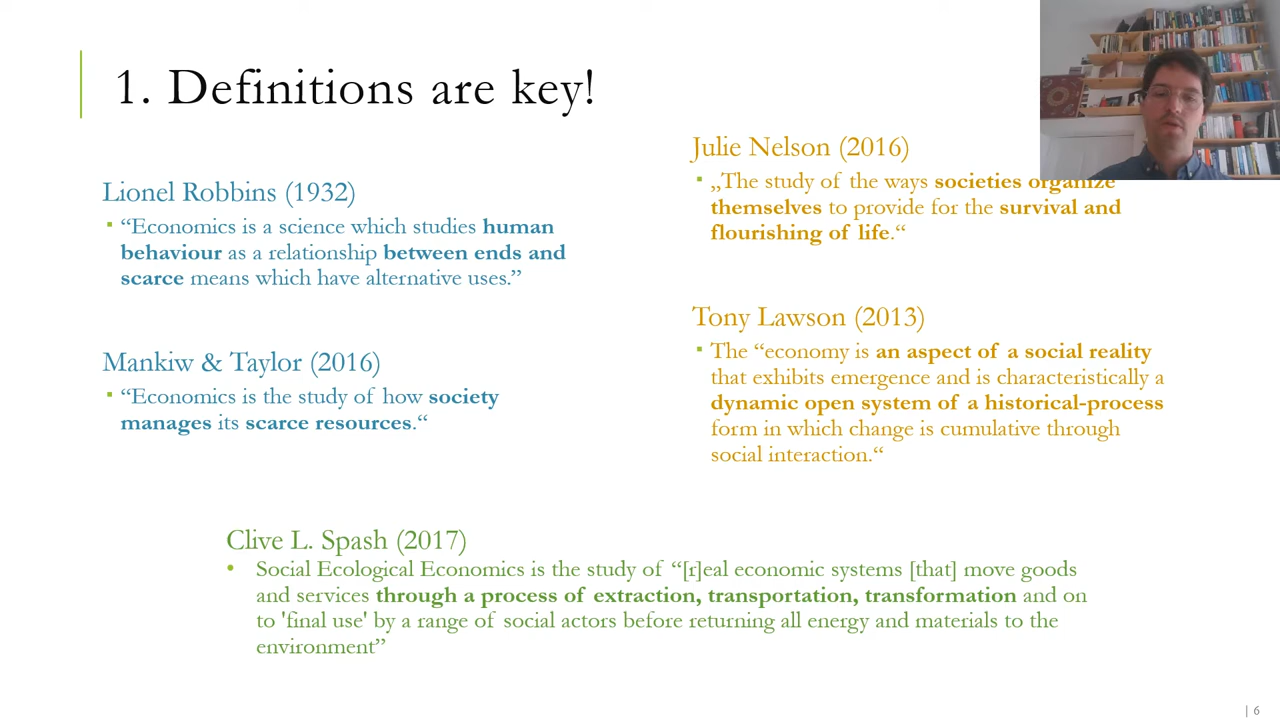 1. Definitions are key!
Lionel Robbins (1932)
▪ “Economics is a science which studies human
behaviour as a relationship between ends and
scarce means which have alternative uses.”
Mankiw & Taylor (2016)
▪ “Economics is the study of how society
manages its scarce resources.“
Julie Nelson (2016)
▪ „The study of the ways societies organize
themselves to provide for the survival and
flourishing of life.“
Tony Lawson (2013)
▪ The “economy is an aspect of a social reality
that exhibits emergence and is characteristically a
dynamic open system of a historical-process
form in which change is cumulative through
social interaction.“
Clive L. Spash (2017)
• Social Ecological Economics is the study of “[r]eal economic systems [that] move goods
and services through a process of extraction, transportation, transformation and on
to 'final use' by a range of social actors before returning all energy and materials to the
environment”
| 6